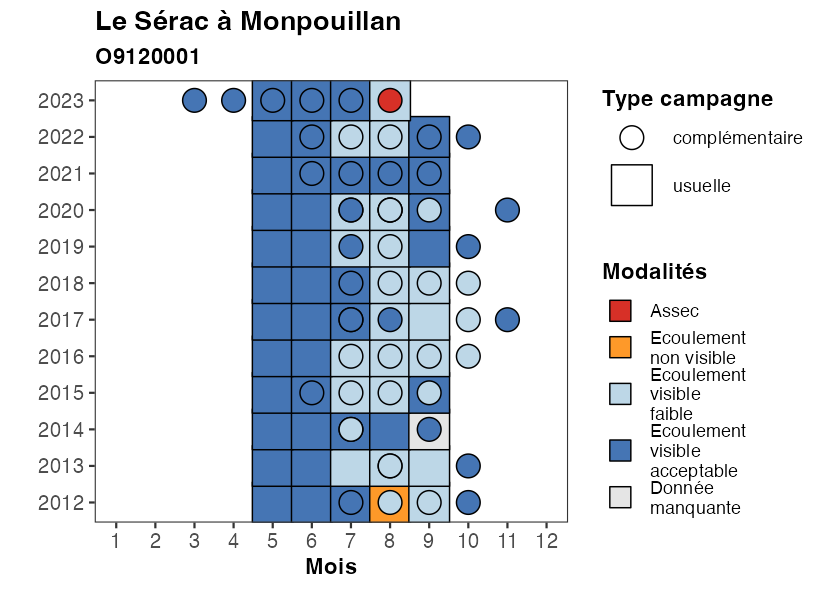 Le Sérac à Monpouillan
O9120001
2023
2022
2021
2020
2019
2018
2017
2016
2015
2014
2013
2012
1 2 3 4 5 6 7 8 9 10 11 12
Mois
Type campagne
complémentaire
usuelle
Modalités
Assec
Ecoulement
non visible
Ecoulement
visible
faible
Ecoulement
visible
acceptable
Donnée
manquante